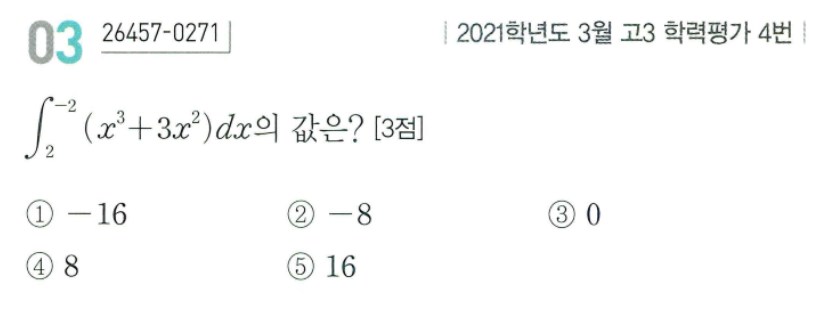 03 26457-0271
2021학년도 3월 고3 학력평가 4번
∫₂⁻² (x³+3x²)dx의 값은? [3점]
① −16 ② −8 ③ 0
④ 8 ⑤ 16